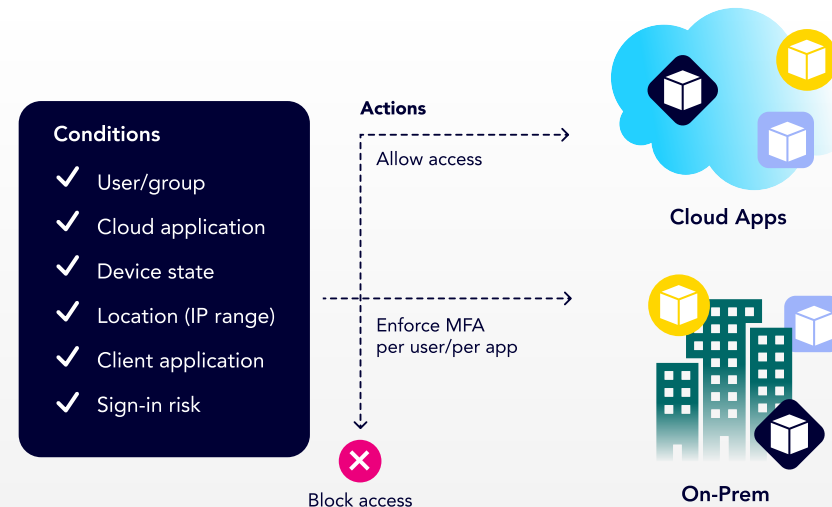 Conditions
User/group
Cloud application
Device state
Location (IP range)
Client application
Sign-in risk
Actions
Allow access
Enforce MFA
per user/per app
Block access
Cloud Apps
On-Prem